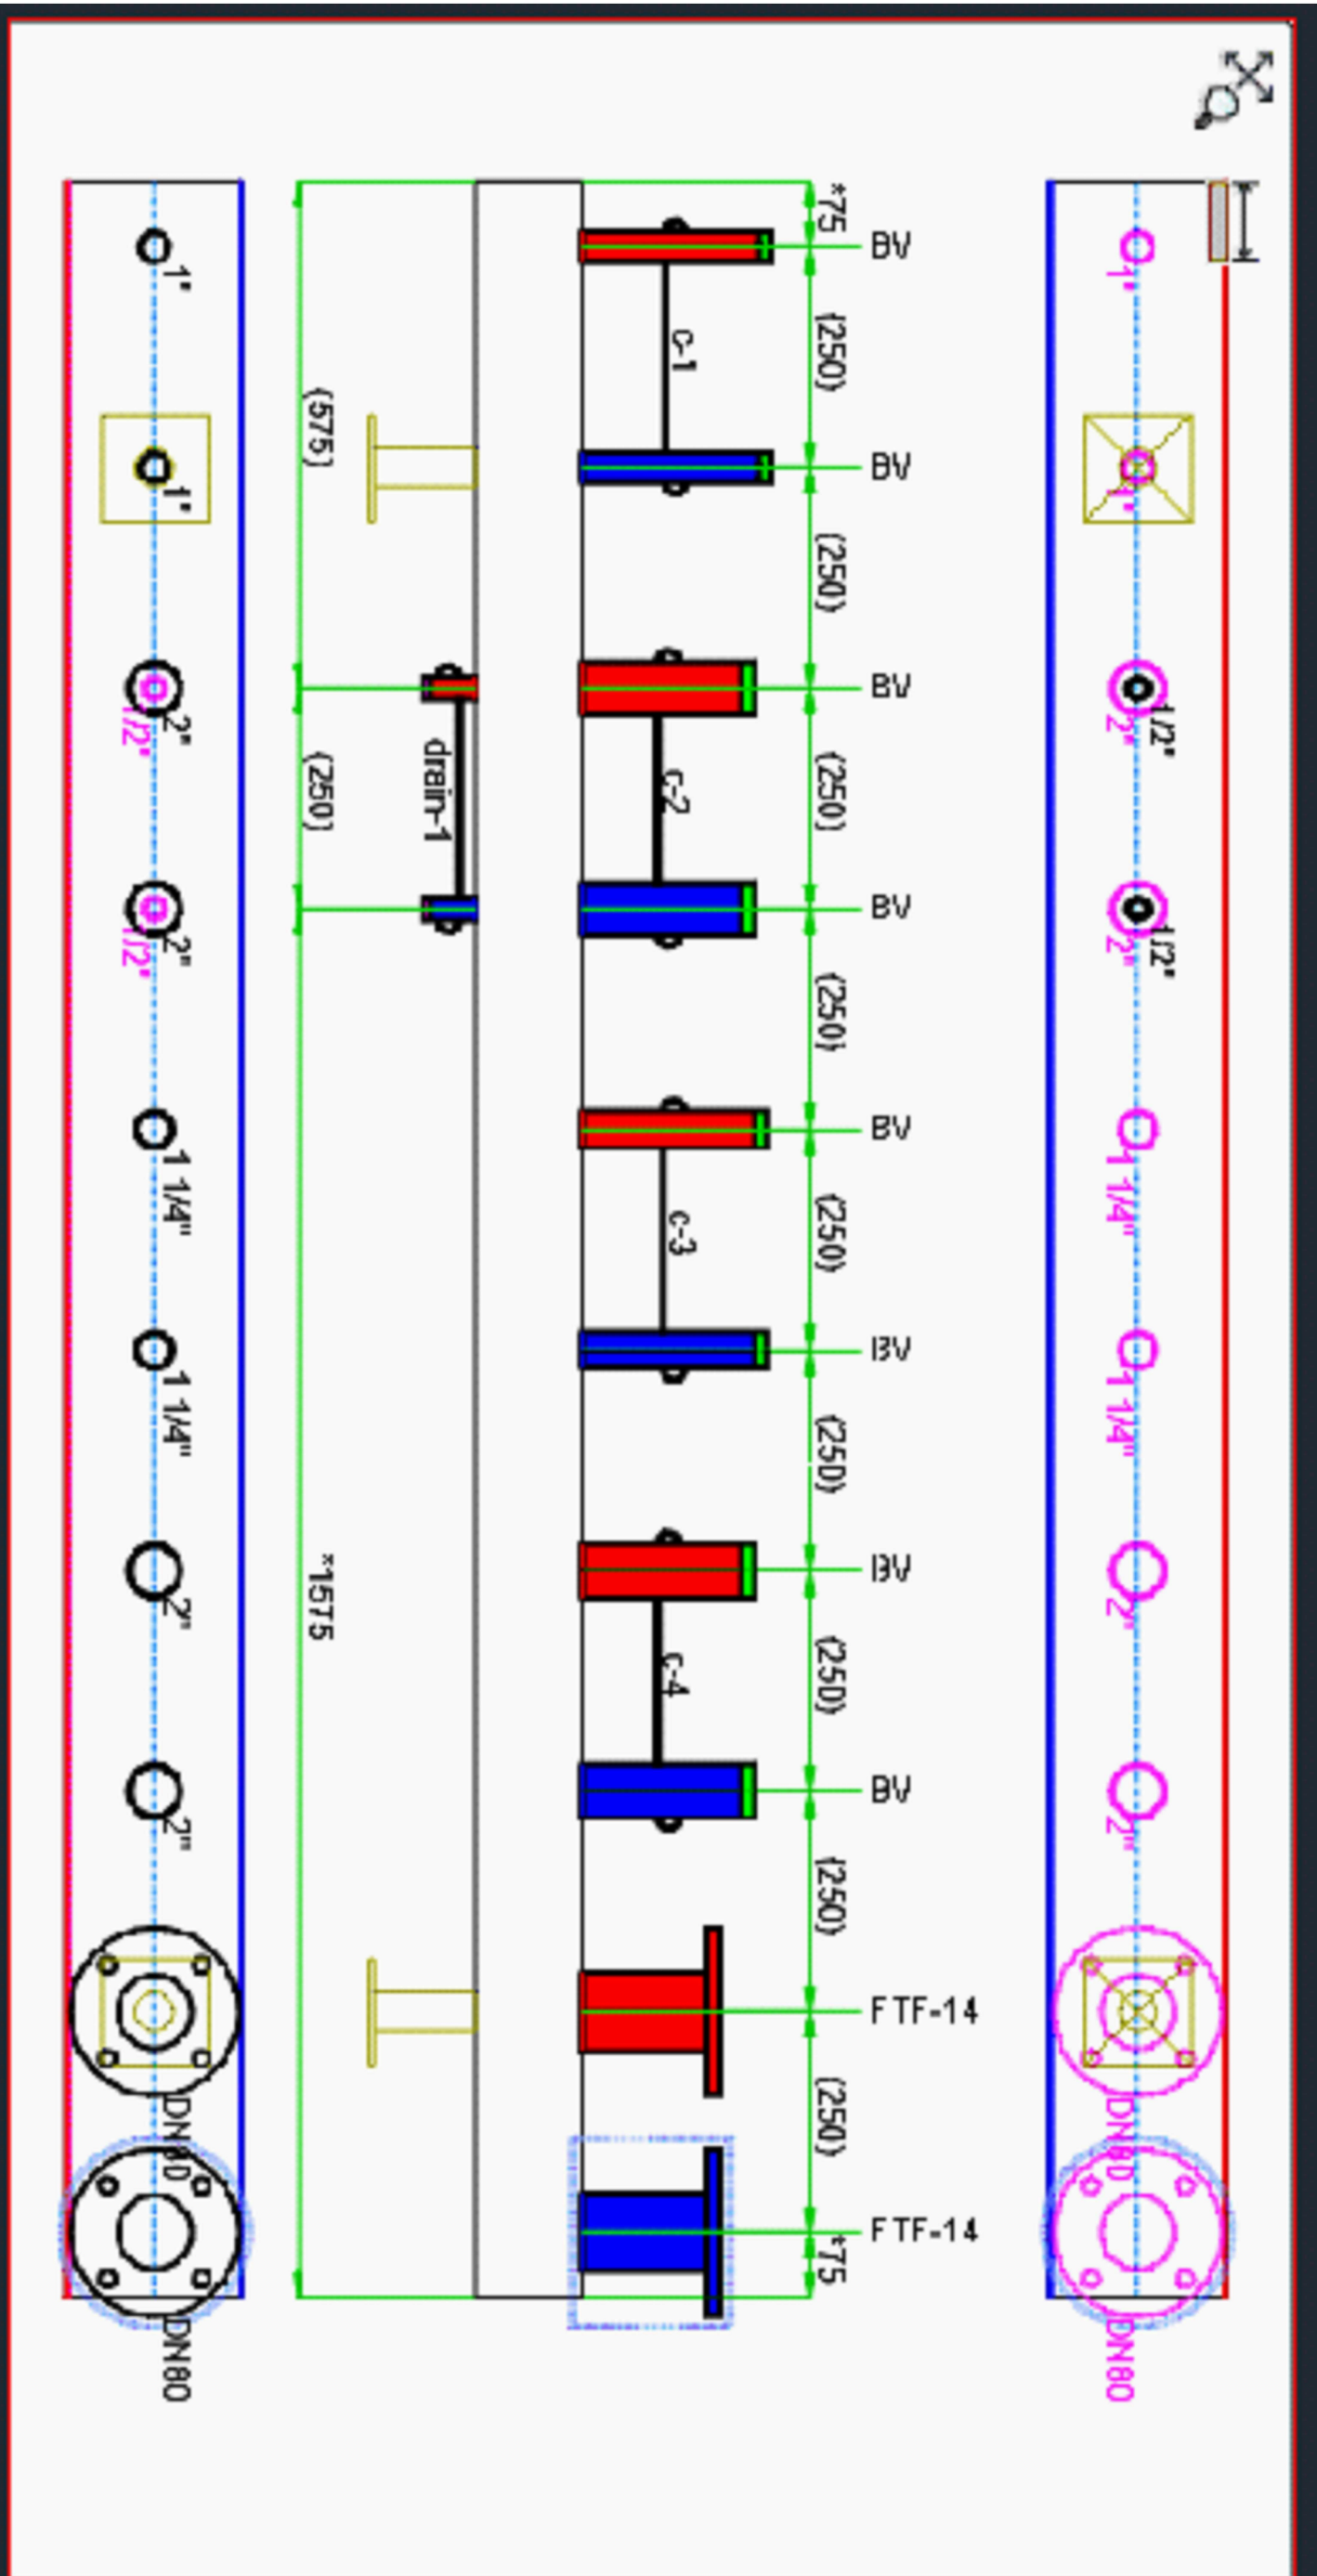 1"
1"
2"
1/2"
2"
1/2"
1 1/4"
1 1/4"
2"
2"
DN80
DN80
(575)
(250)
*1575
drain-1
C-1
C-2
C-3
C-4
*75
(250)
(250)
(250)
(250)
(250)
(250)
(250)
(250)
(250)
*75
BV
BV
BV
BV
BV
BV
BV
BV
FTF-14
FTF-14
1"
1"
1/2"
2"
1/2"
2"
1 1/4"
1 1/4"
2"
2"
DN80
DN80